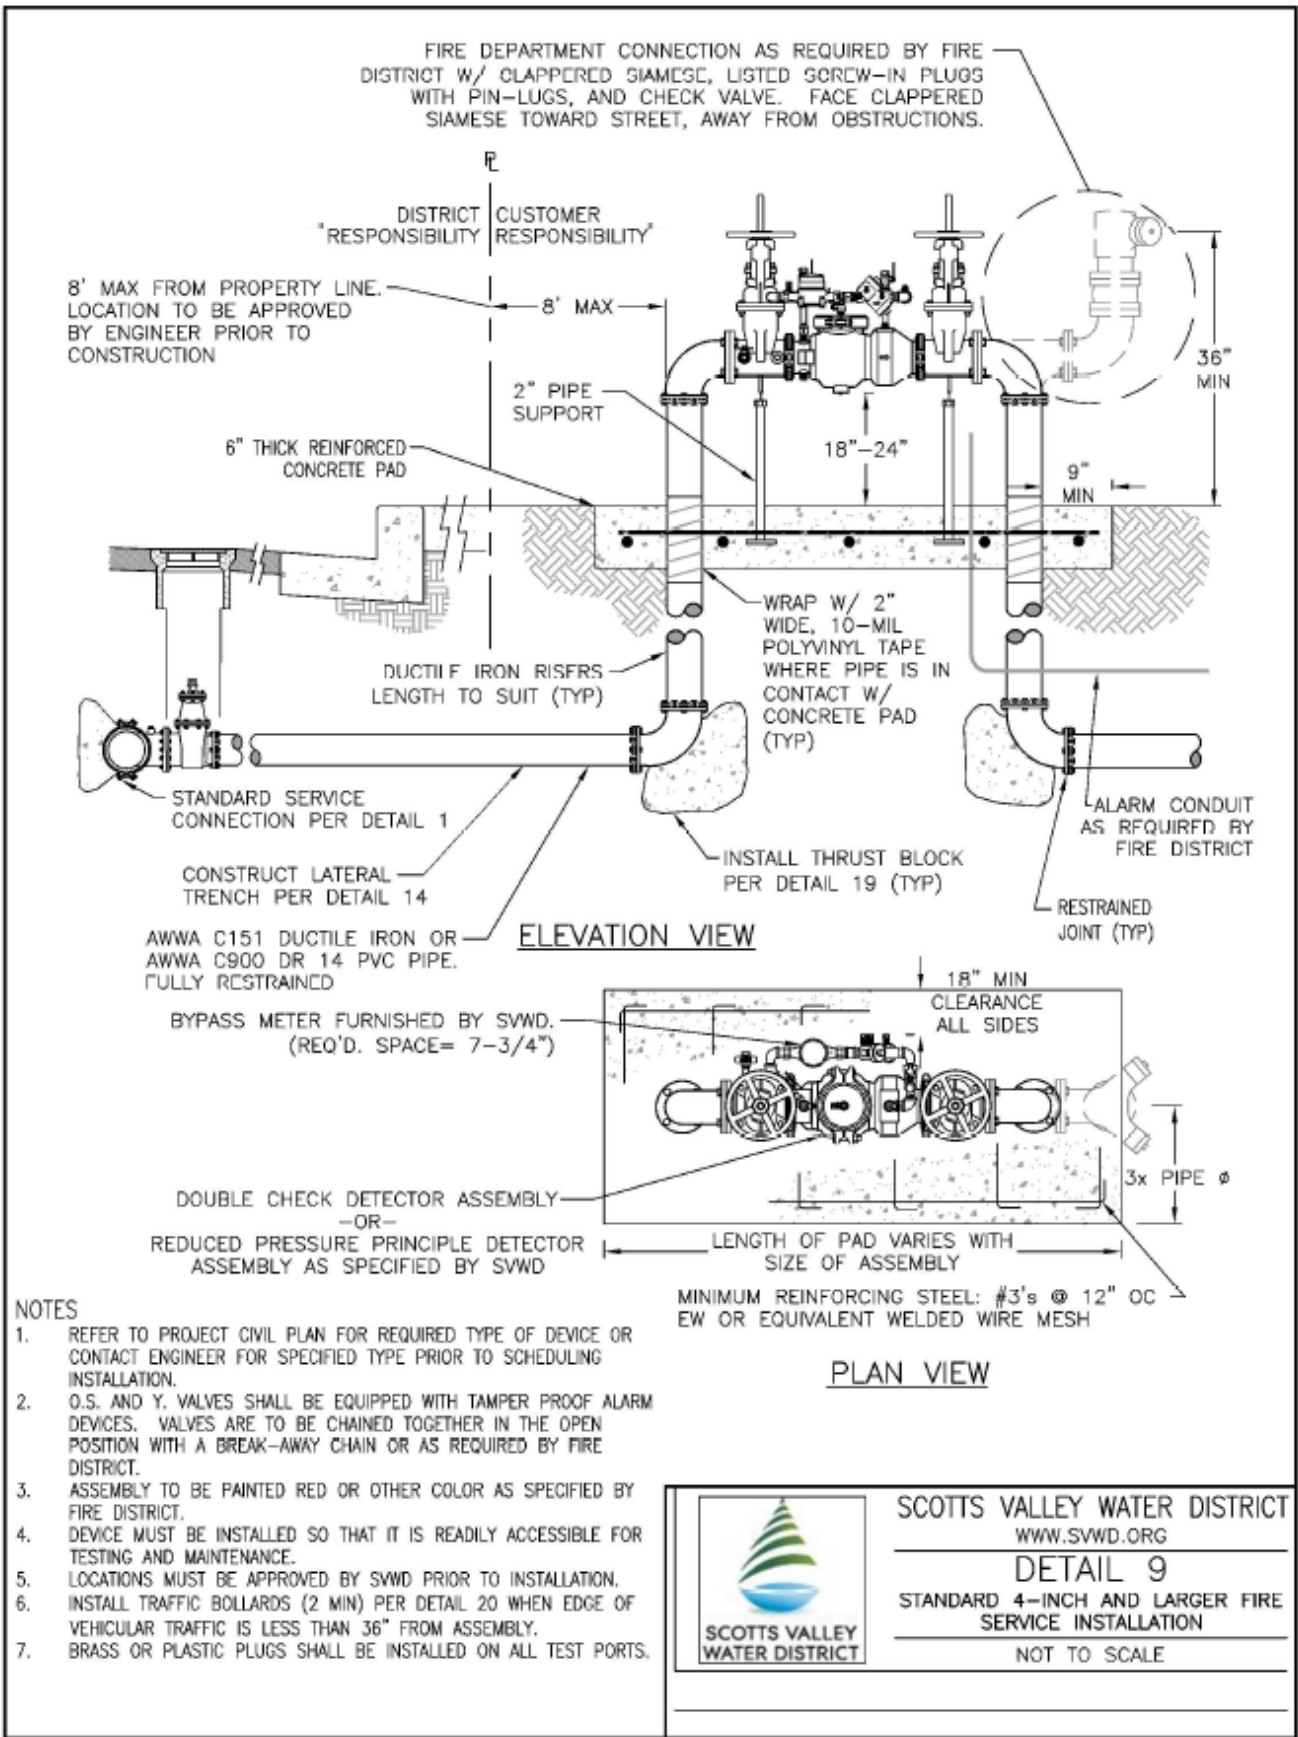 FIRE DEPARTMENT CONNECTION AS REQUIRED BY FIRE
DISTRICT W/ CLAPPERED SIAMESE, LISTED SCREW-IN PLUGS
WITH PIN-LUGS, AND CHECK VALVE. FACE CLAPPERED
SIAMESE TOWARD STREET, AWAY FROM OBSTRUCTIONS.
PL
DISTRICT
"RESPONSIBILITY
CUSTOMER
RESPONSIBILITY"
8' MAX FROM PROPERTY LINE.
LOCATION TO BE APPROVED
BY ENGINEER PRIOR TO
CONSTRUCTION
8' MAX
36"
MIN
2" PIPE
SUPPORT
18"-24"
6" THICK REINFORCED
CONCRETE PAD
9"
MIN
WRAP W/ 2"
WIDE, 10-MIL
POLYVINYL TAPE
WHERE PIPE IS IN
CONTACT W/
CONCRETE PAD
(TYP)
DUCTILE IRON RISERS
LENGTH TO SUIT (TYP)
STANDARD SERVICE
CONNECTION PER DETAIL 1
ALARM CONDUIT
AS REQUIRED BY
FIRE DISTRICT
INSTALL THRUST BLOCK
PER DETAIL 19 (TYP)
CONSTRUCT LATERAL
TRENCH PER DETAIL 14
RESTRAINED
JOINT (TYP)
AWWA C151 DUCTILE IRON OR
AWWA C900 DR 14 PVC PIPE.
FULLY RESTRAINED
ELEVATION VIEW
18" MIN
CLEARANCE
ALL SIDES
BYPASS METER FURNISHED BY SVWD.
(REQ'D. SPACE= 7-3/4")
DOUBLE CHECK DETECTOR ASSEMBLY
-OR-
REDUCED PRESSURE PRINCIPLE DETECTOR
ASSEMBLY AS SPECIFIED BY SVWD
3x PIPE ø
LENGTH OF PAD VARIES WITH
SIZE OF ASSEMBLY
MINIMUM REINFORCING STEEL: #3's @ 12" OC
EW OR EQUIVALENT WELDED WIRE MESH
PLAN VIEW
NOTES
1. REFER TO PROJECT CIVIL PLAN FOR REQUIRED TYPE OF DEVICE OR
CONTACT ENGINEER FOR SPECIFIED TYPE PRIOR TO SCHEDULING
INSTALLATION.
2. O.S. AND Y. VALVES SHALL BE EQUIPPED WITH TAMPER PROOF ALARM
DEVICES. VALVES ARE TO BE CHAINED TOGETHER IN THE OPEN
POSITION WITH A BREAK-AWAY CHAIN OR AS REQUIRED BY FIRE
DISTRICT.
3. ASSEMBLY TO BE PAINTED RED OR OTHER COLOR AS SPECIFIED BY
FIRE DISTRICT.
4. DEVICE MUST BE INSTALLED SO THAT IT IS READILY ACCESSIBLE FOR
TESTING AND MAINTENANCE.
5. LOCATIONS MUST BE APPROVED BY SVWD PRIOR TO INSTALLATION.
6. INSTALL TRAFFIC BOLLARDS (2 MIN) PER DETAIL 20 WHEN EDGE OF
VEHICULAR TRAFFIC IS LESS THAN 36" FROM ASSEMBLY.
7. BRASS OR PLASTIC PLUGS SHALL BE INSTALLED ON ALL TEST PORTS.
SCOTTS VALLEY
WATER DISTRICT
SCOTTS VALLEY WATER DISTRICT
WWW.SVWD.ORG
DETAIL 9
STANDARD 4-INCH AND LARGER FIRE
SERVICE INSTALLATION
NOT TO SCALE